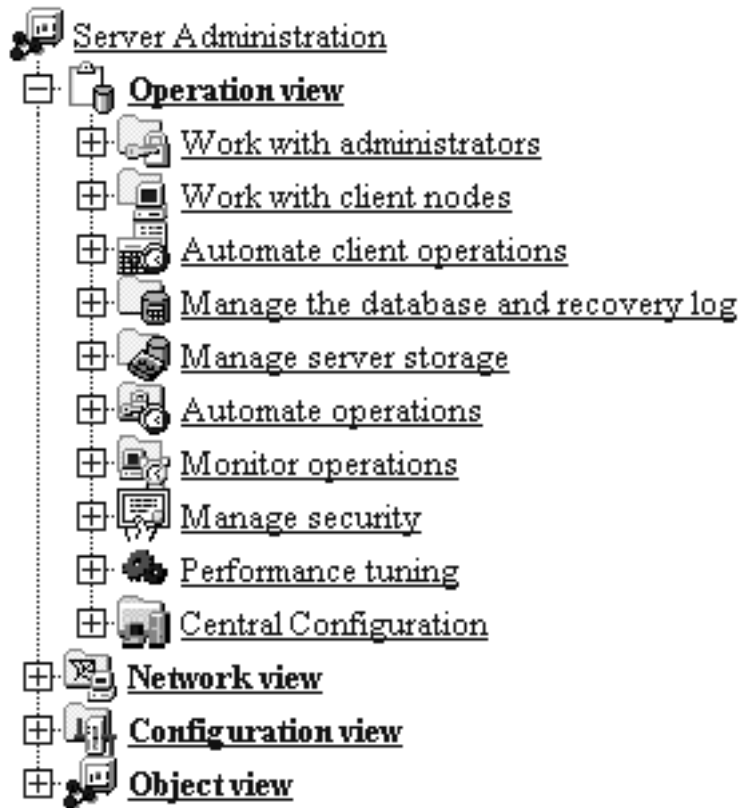 Server Administration
Operation view
Work with administrators
Work with client nodes
Automate client operations
Manage the database and recovery log
Manage server storage
Automate operations
Monitor operations
Manage security
Performance tuning
Central Configuration
Network view
Configuration view
Object view